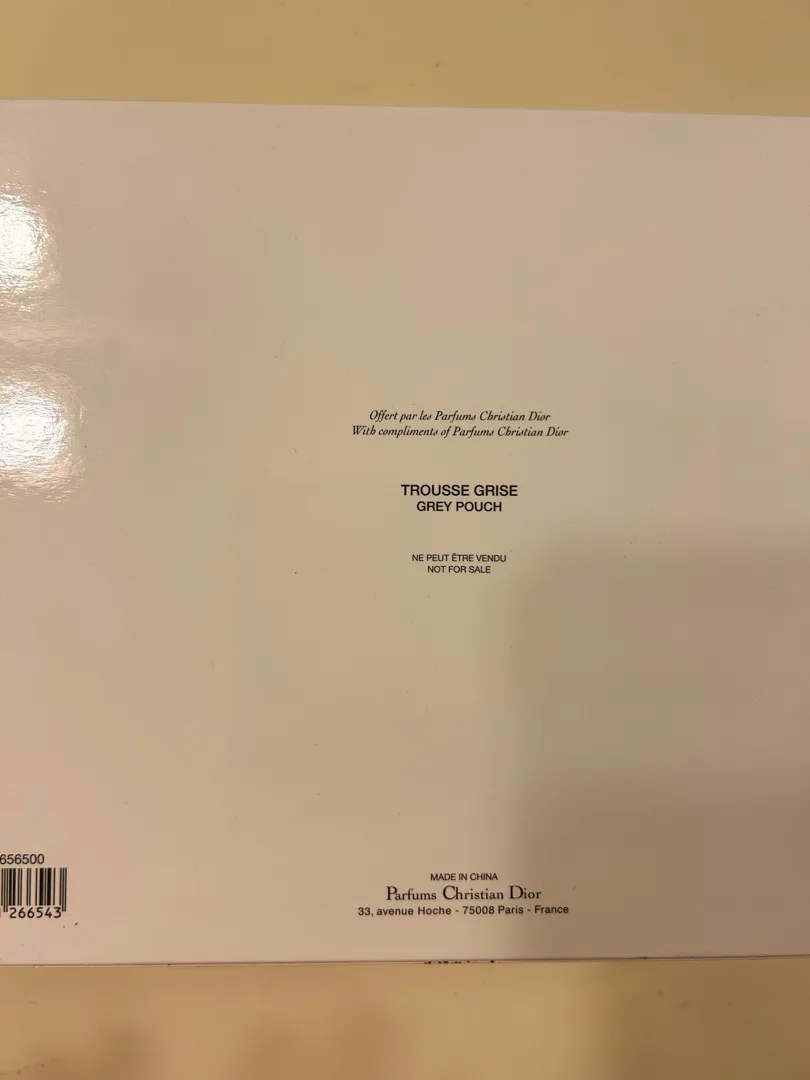 Offert par les Parfums Christian Dior
With compliments of Parfums Christian Dior
TROUSSE GRISE
GREY POUCH
NE PEUT ÊTRE VENDU
NOT FOR SALE
656500
266543
MADE IN CHINA
Parfums Christian Dior
33, avenue Hoche - 75008 Paris - France